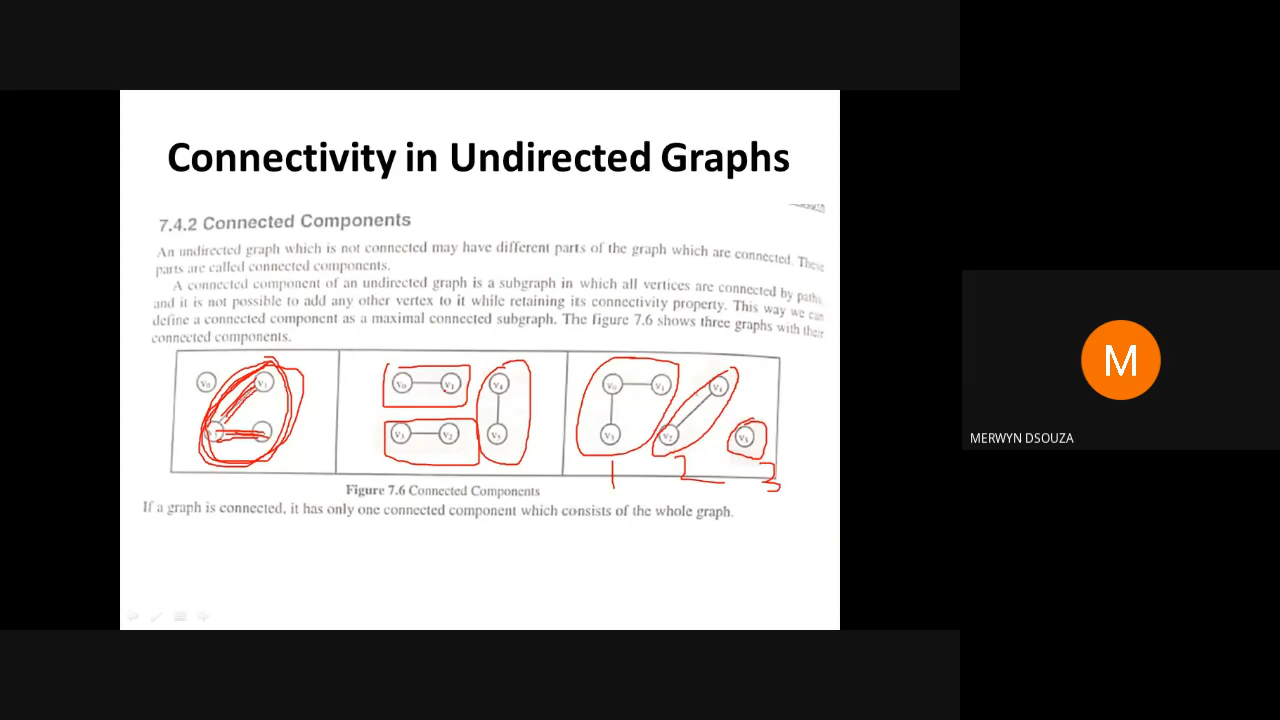 Connectivity in Undirected Graphs
7.4.2 Connected Components
An undirected graph which is not connected may have different parts of the graph which are connected. These
parts are called connected components.
A connected component of an undirected graph is a subgraph in which all vertices are connected by paths
and it is not possible to add any other vertex to it while retaining its connectivity property. This way we can
define a connected component as a maximal connected subgraph. The figure 7.6 shows three graphs with their
connected components.
V0 V1 V0 V1 V4 V0 V1 V4
V3 V2 V5 V3 V2 V5
1 2 3
Figure 7.6 Connected Components
If a graph is connected, it has only one connected component which consists of the whole graph.
M
MERWYN DSOUZA